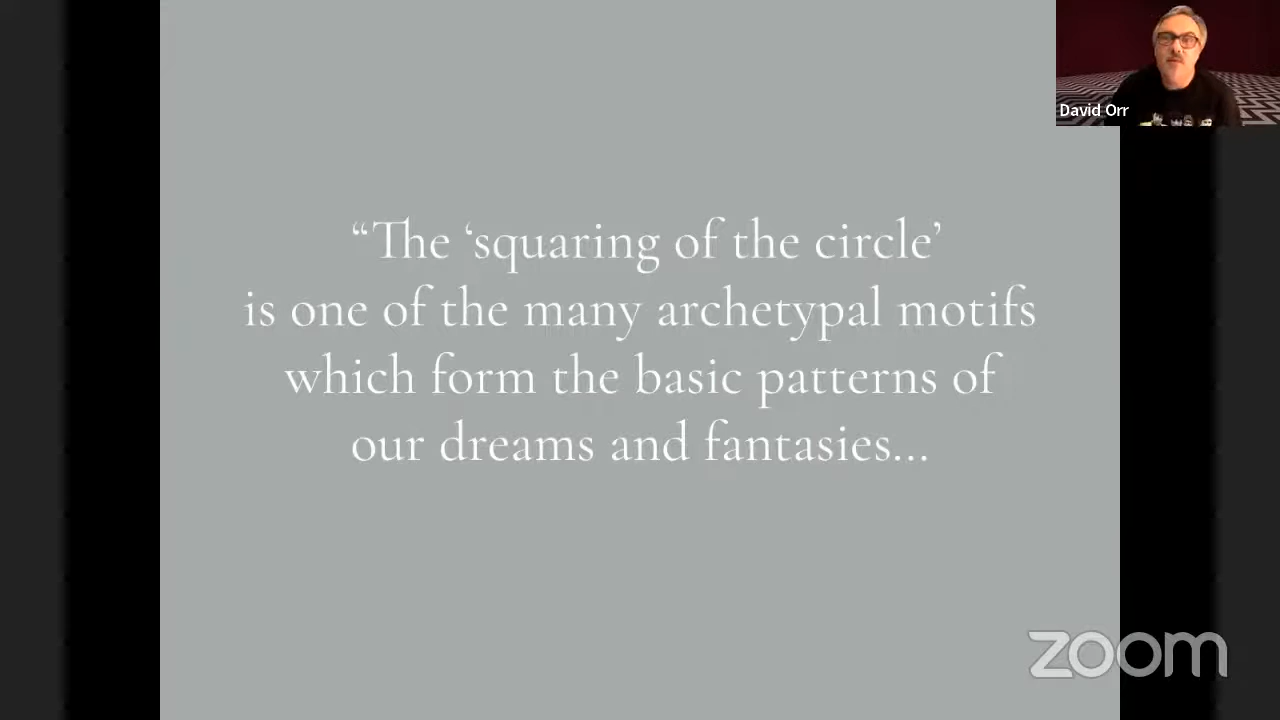 David Orr
“The ‘squaring of the circle’
is one of the many archetypal motifs
which form the basic patterns of
our dreams and fantasies...
zoom